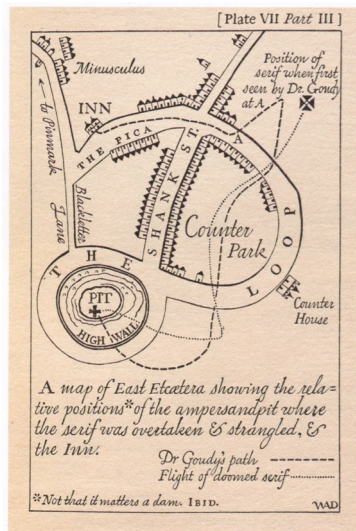 [ Plate VII Part III ]
Minusculus
Position of
serif when first
seen by Dr. Goudy
at A.
INN
A
to Pinmark
Lane
THE PICA
SHANK ST.
Blackletter
Counter
Park
THE
LOOP
PIT
HIGH WALL
Counter
House
A map of East Etcætera showing the rela=
tive positions* of the ampersandpit where
the serif was overtaken & strangled, &
the Inn.
Dr Goudy's path
Flight of doomed serif
*Not that it matters a dam. IBID.
WAD